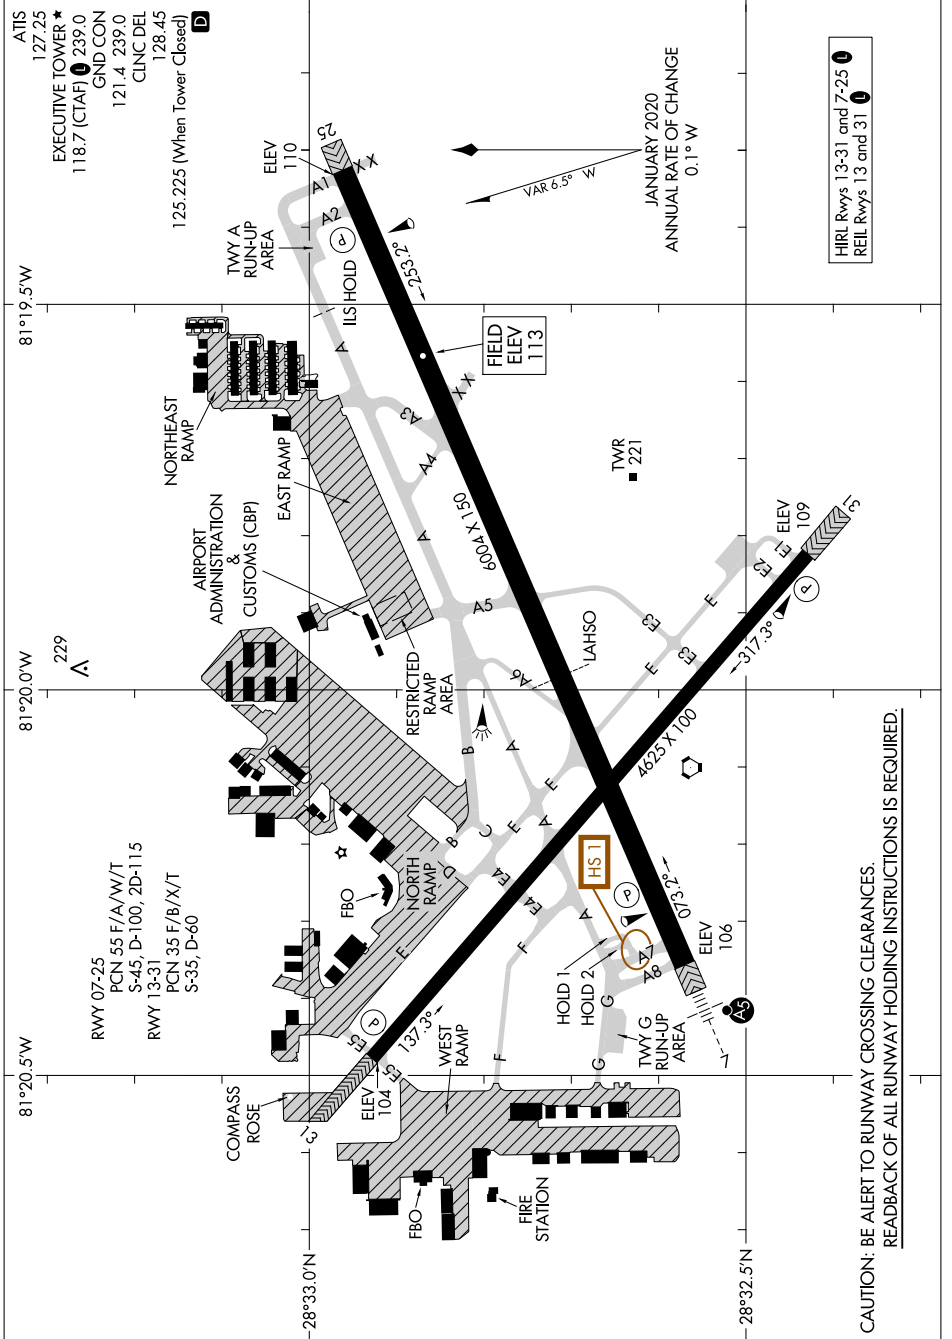 ATIS
127.25
EXECUTIVE TOWER ★
118.7 (CTAF) L 239.0
GND CON
121.4 239.0
CLNC DEL
128.45
125.225 (When Tower Closed)
D
RWY 07-25
PCN 55 F/A/W/T
S-45, D-100, 2D-115
RWY 13-31
PCN 35 F/B/X/T
S-35, D-60
81°20.5'W
81°20.0'W
81°19.5'W
229
COMPASS
ROSE
13
ELEV
104
E5
E5
137.3°
P
E
FBO
NORTH
RAMP
D
B
C
B
AIRPORT
ADMINISTRATION
&
CUSTOMS (CBP)
RESTRICTED
RAMP
AREA
NORTHEAST
RAMP
EAST RAMP
TWY A
RUN-UP
AREA
ILS HOLD
P
A1
A2
X X
ELEV
110
25
253.2°
A
A
A3
A4
A5
X X
FIELD
ELEV
113
6004 X 150
VAR 6.5° W
JANUARY 2020
ANNUAL RATE OF CHANGE
0.1° W
TWR
221
A6
LAHSO
A
A
E
E
E4
E4
F
F
WEST
RAMP
FBO
FIRE
STATION
HS 1
A
HOLD 1
HOLD 2
G
G
TWY G
RUN-UP
AREA
A7
A8
P
073.2°
ELEV
106
7
A5
4625 X 100
E3
E3
E
E
E2
E1
317.3°
P
ELEV
109
31
28°33.0'N
28°32.5'N
HIRL Rwys 13-31 and 7-25 L
REIL Rwys 13 and 31 L
CAUTION: BE ALERT TO RUNWAY CROSSING CLEARANCES.
READBACK OF ALL RUNWAY HOLDING INSTRUCTIONS IS REQUIRED.